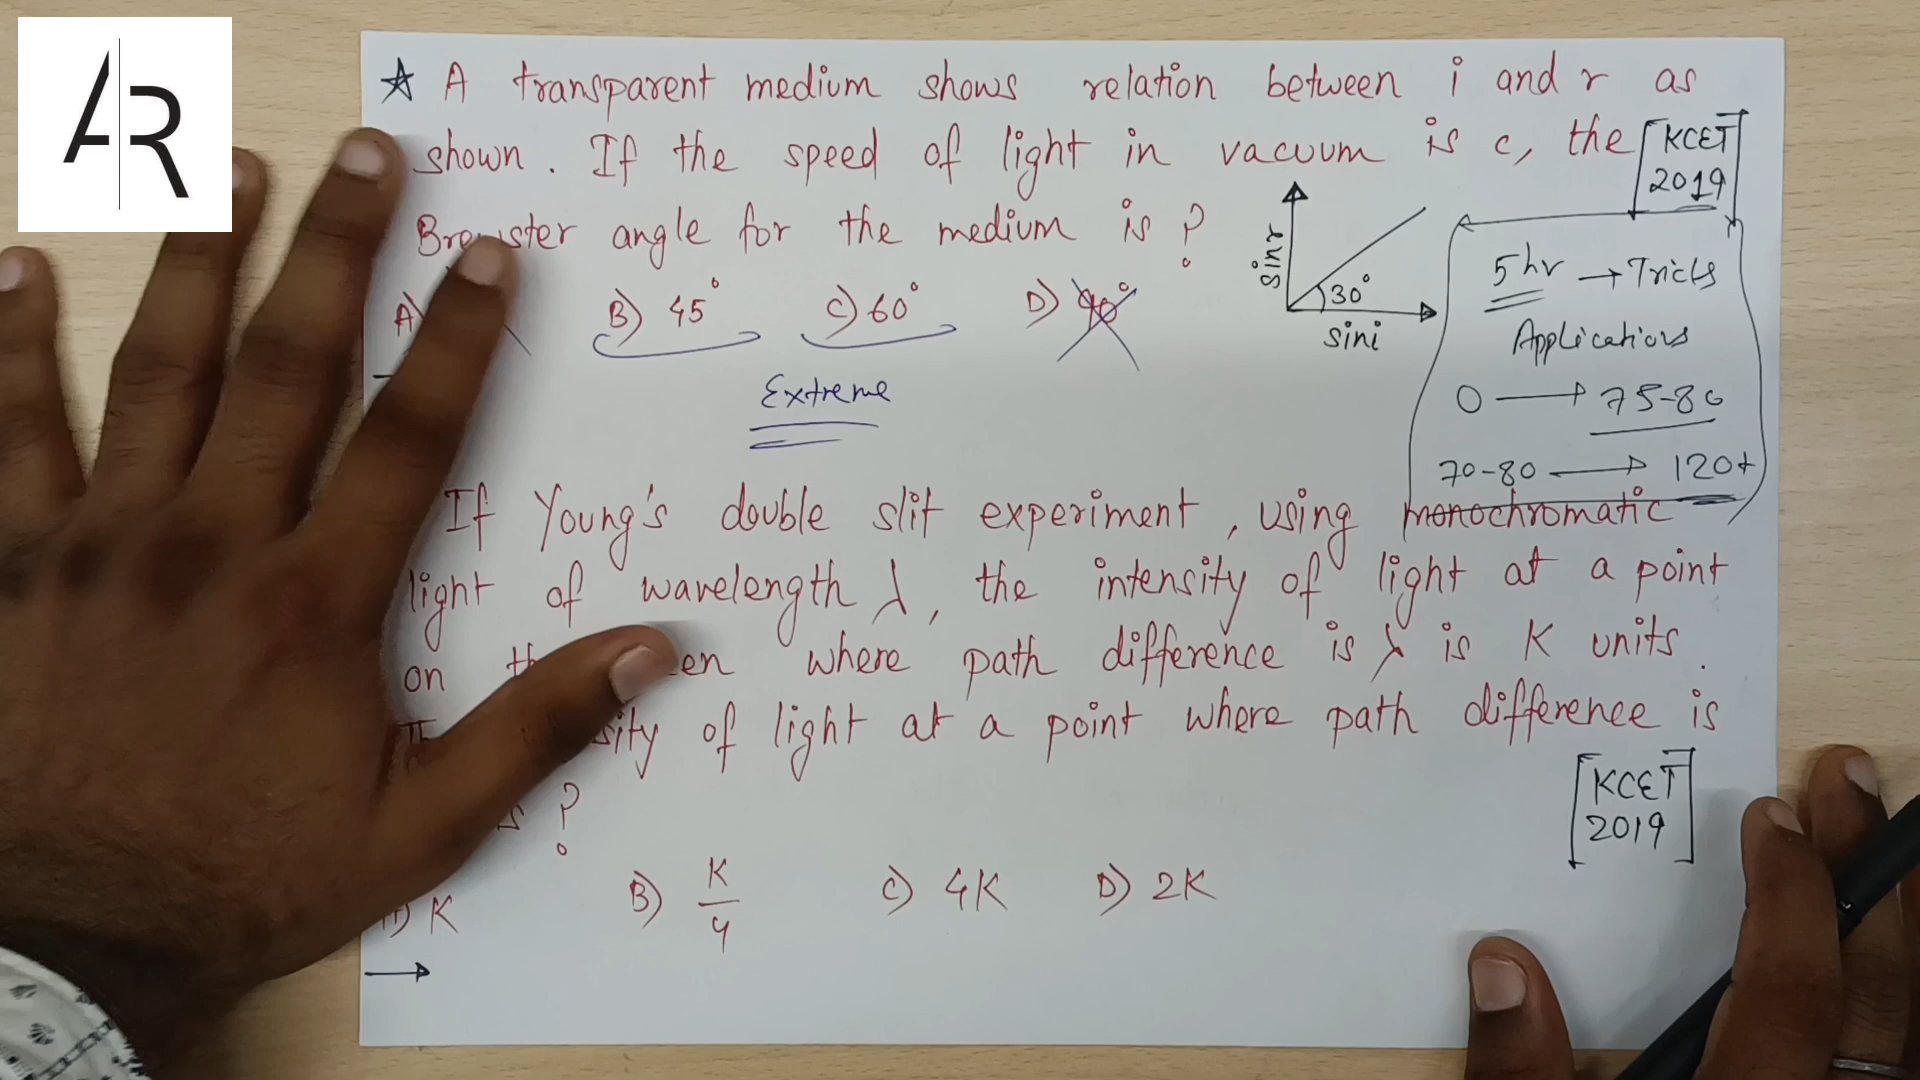 AR
☆ A transparent medium shows relation between i and r as
shown. If the speed of light in vacuum is c, the
[KCET
2019]
Brewster angle for the medium is ?
A)
B) 45°
C) 60°
D) 90°
sin r
30°
sin i
5 hr → Tricks
Applications
0 → 75-80
70-80 → 120+
Extreme
If Young's double slit experiment, using monochromatic
light of wavelength λ, the intensity of light at a point
on where path difference is λ is K units.
of light at a point where path difference is
?
[KCET
2019]
A) K
B) K/4
C) 4K
D) 2K